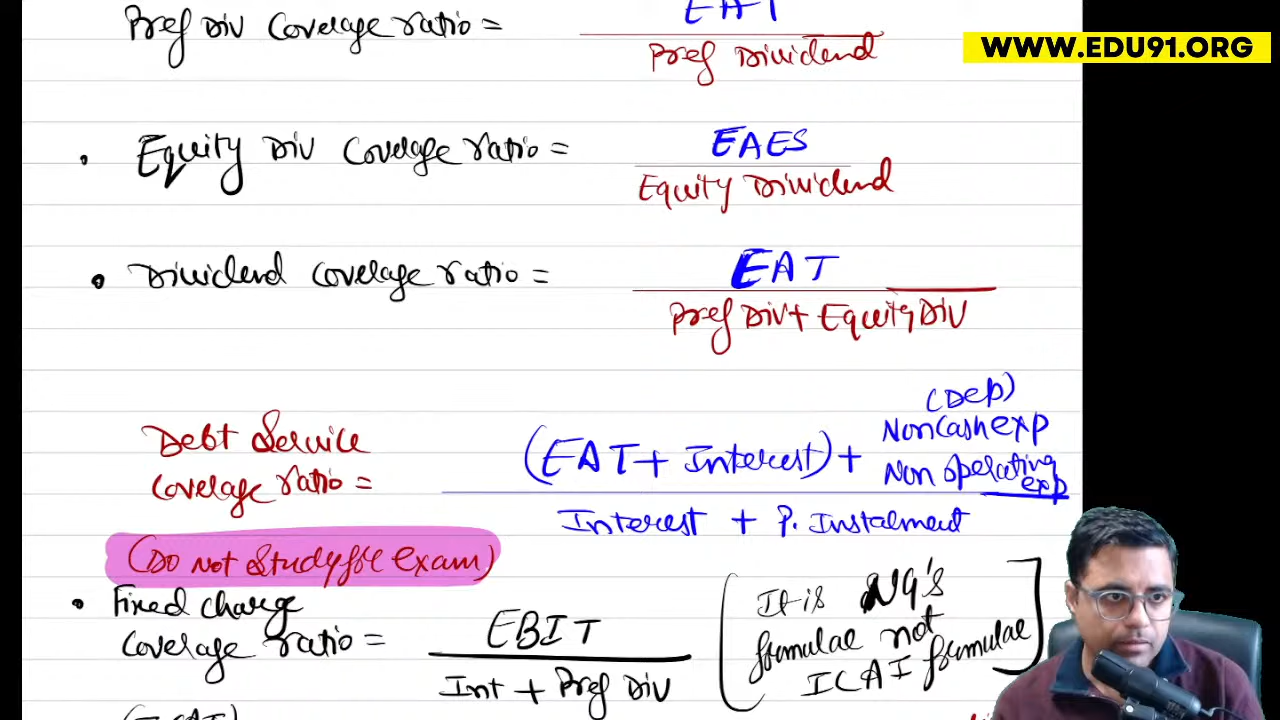 Pref Div Coverage ratio = EAT
Pref Dividend
WWW.EDU91.ORG
• Equity Div Coverage ratio = EAES
Equity Dividend
• Dividend Coverage ratio = EAT
Pref Div + Equity Div
Debt Service
Coverage ratio =
(EAT + Interest) +
(Dep)
Non Cash exp
Non operating
exp
Interest + P. Instalment
(Do Not Study for exam)
• Fixed charge
Coverage ratio = EBIT
Int + Pref Div
It is NG's
formulae not
ICAI formulae
(ICAI)